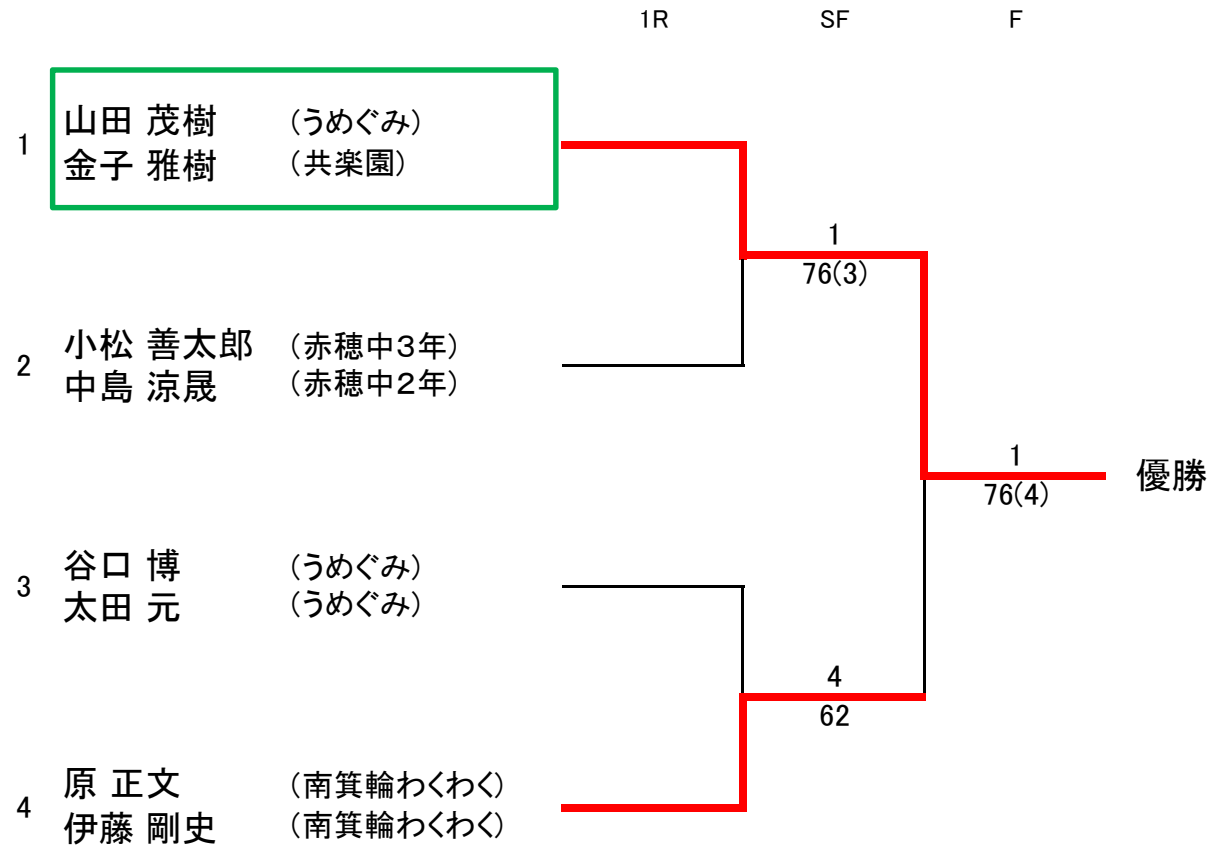 1R SF F
1 山田 茂樹 (うめぐみ)
金子 雅樹 (共楽園)
1
76(3)
2 小松 善太郎 (赤穂中３年)
中島 涼晟 (赤穂中２年)
1
76(4)
優勝
3 谷口 博 (うめぐみ)
太田 元 (うめぐみ)
4
62
4 原 正文 (南箕輪わくわく)
伊藤 剛史 (南箕輪わくわく)